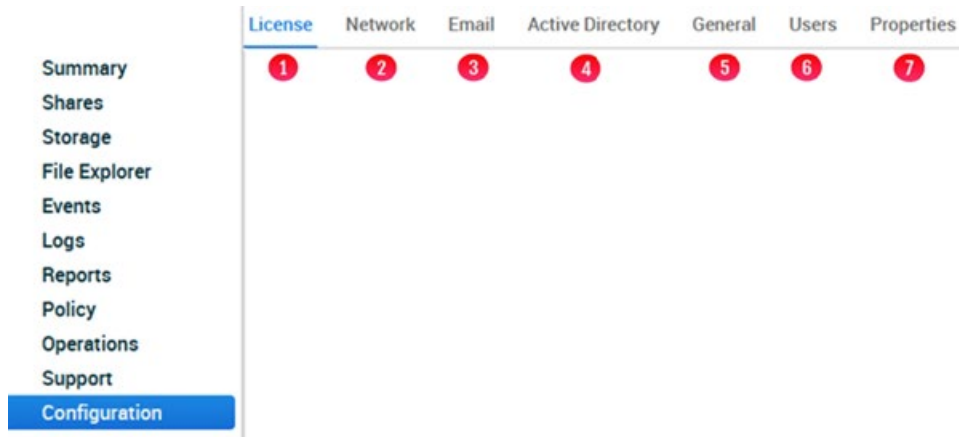 License Network Email Active Directory General Users Properties
1 2 3 4 5 6 7
Summary
Shares
Storage
File Explorer
Events
Logs
Reports
Policy
Operations
Support
Configuration